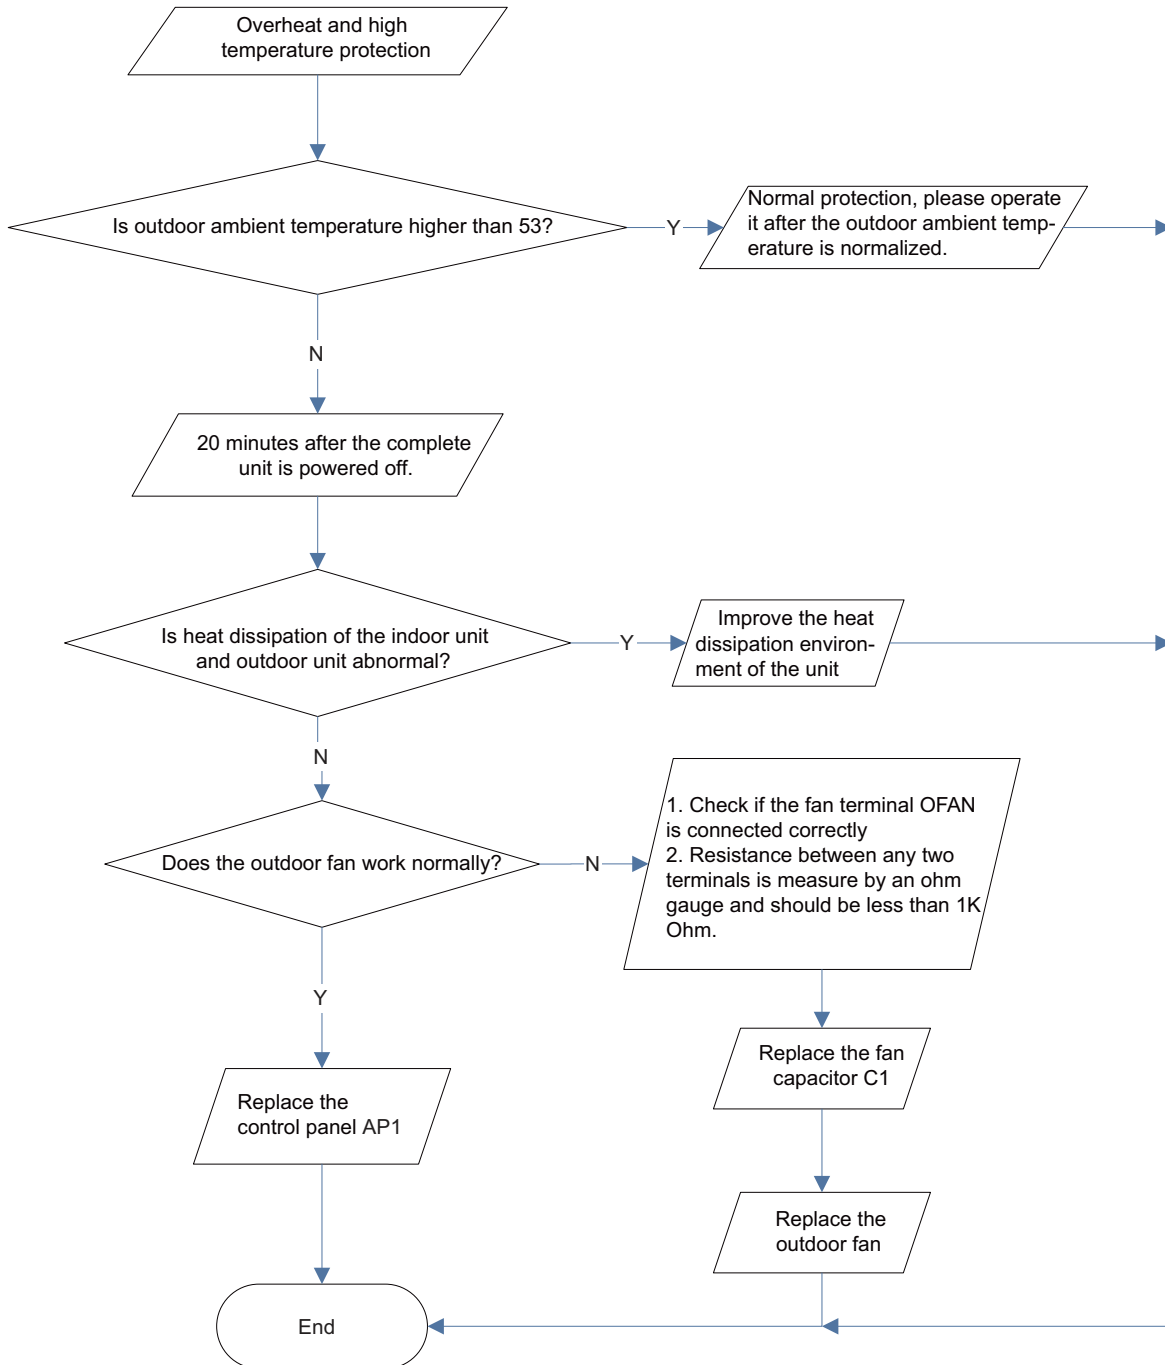 Overheat and high
temperature protection
Is outdoor ambient temperature higher than 53?
Y
Normal protection, please operate
it after the outdoor ambient temp-
erature is normalized.
N
20 minutes after the complete
unit is powered off.
Is heat dissipation of the indoor unit
and outdoor unit abnormal?
Y
Improve the heat
dissipation environ-
ment of the unit
N
Does the outdoor fan work normally?
N
1. Check if the fan terminal OFAN
is connected correctly
2. Resistance between any two
terminals is measure by an ohm
gauge and should be less than 1K
Ohm.
Y
Replace the fan
capacitor C1
Replace the
control panel AP1
Replace the
outdoor fan
End